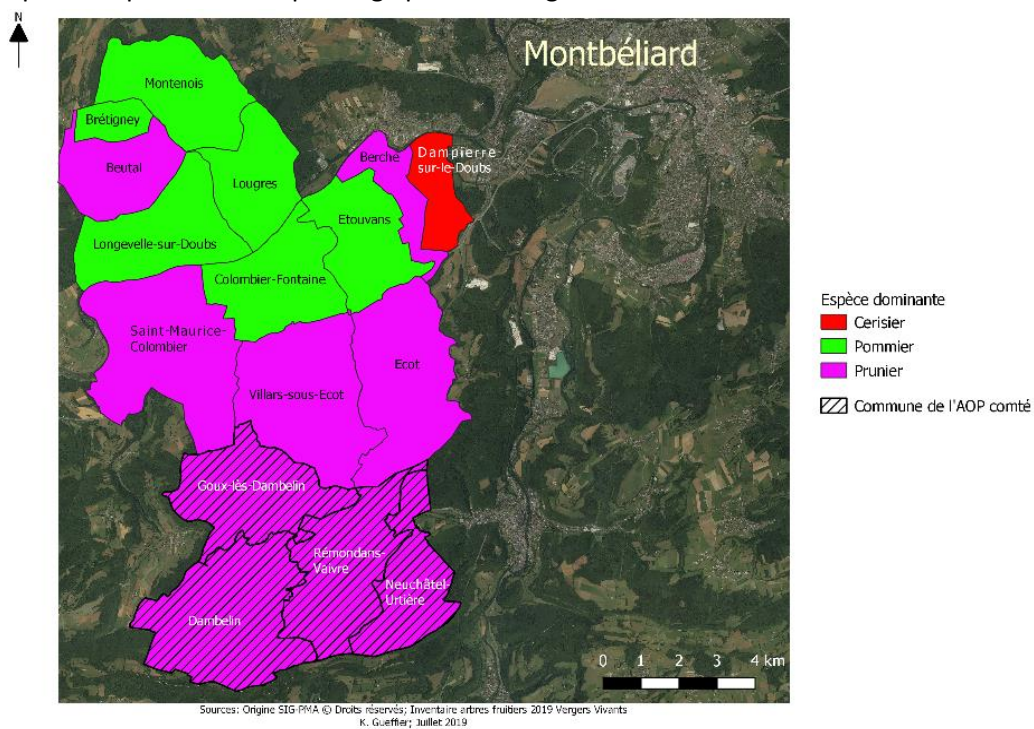 N
Montbéliard
Montenois
Brétigney
Beutal
Lougres
Berche
Dampierre
sur-le-Doubs
Etouvans
Longevelle-sur-Doubs
Colombier-Fontaine
Saint-Maurice-
Colombier
Ecot
Villars-sous-Ecot
Goux-lès-Dambelin
Rémondans-
Vaivre
Neuchâtel-
Urtière
Dambelin
Espèce dominante
Cerisier
Pommier
Prunier
Commune de l'AOP comté
0 1 2 3 4 km
Sources: Origine SIG-PMA © Droits réservés; Inventaire arbres fruitiers 2019 Vergers Vivants
K. Gueffier; Juillet 2019